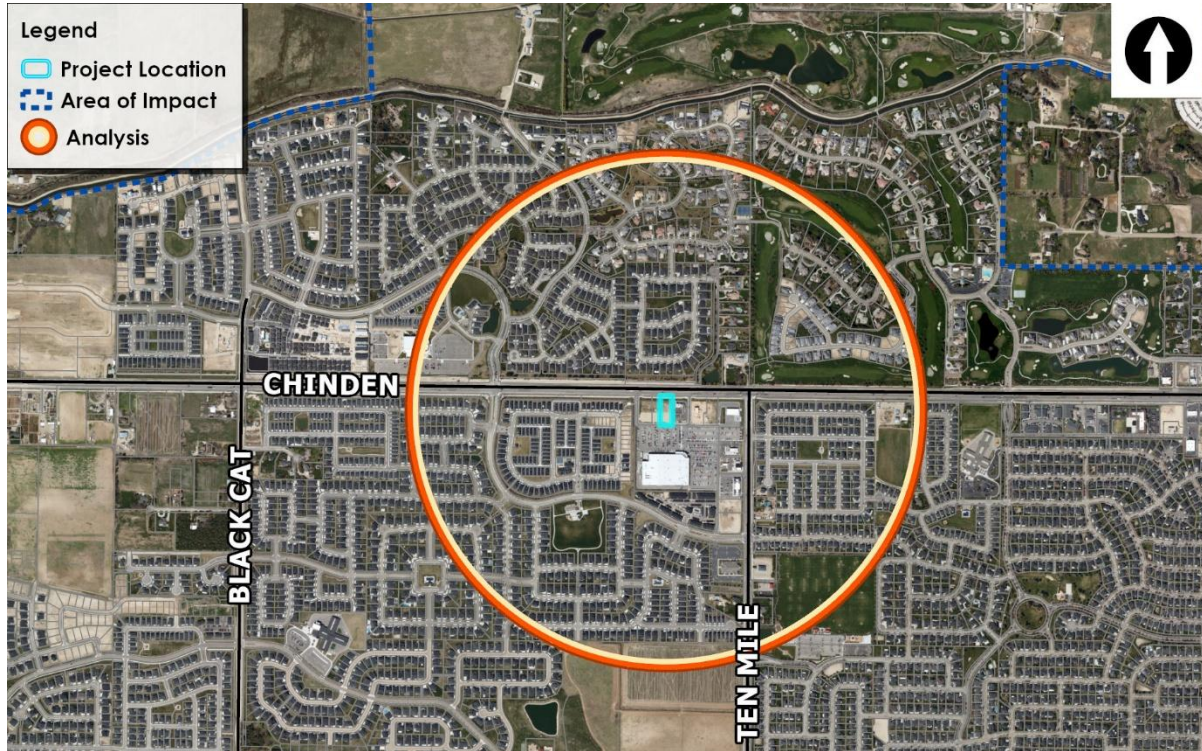 Legend
Project Location
Area of Impact
Analysis
CHINDEN
BLACK CAT
TEN MILE